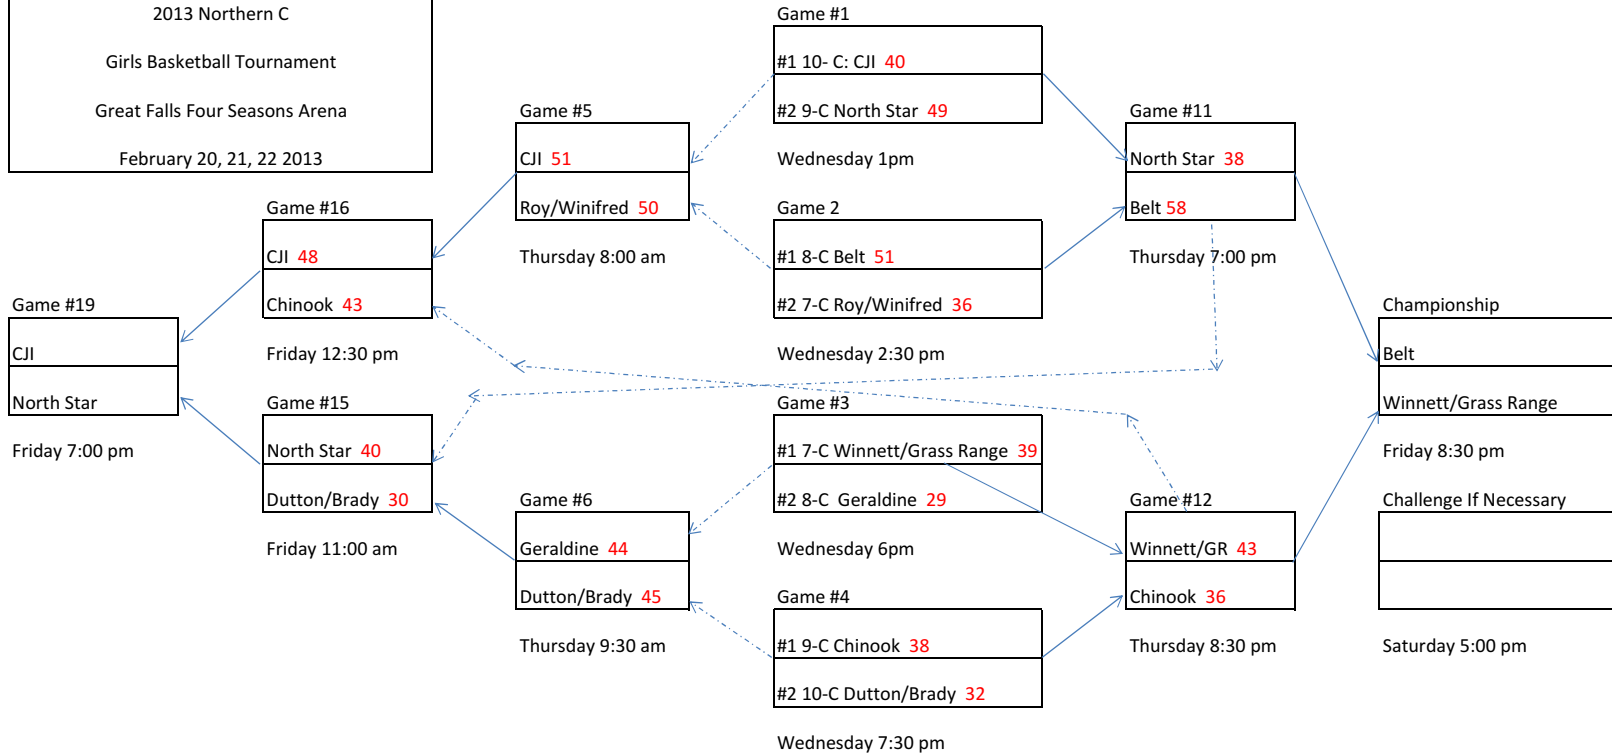 2013 Northern C
Girls Basketball Tournament
Great Falls Four Seasons Arena
February 20, 21, 22 2013
Game #1
#1 10- C: CJI 40
#2 9-C North Star 49
Wednesday 1pm
Game 2
#1 8-C Belt 51
#2 7-C Roy/Winifred 36
Wednesday 2:30 pm
Game #3
#1 7-C Winnett/Grass Range 39
#2 8-C Geraldine 29
Wednesday 6pm
Game #4
#1 9-C Chinook 38
#2 10-C Dutton/Brady 32
Wednesday 7:30 pm
Game #5
CJI 51
Roy/Winifred 50
Thursday 8:00 am
Game #6
Geraldine 44
Dutton/Brady 45
Thursday 9:30 am
Game #11
North Star 38
Belt 58
Thursday 7:00 pm
Game #12
Winnett/GR 43
Chinook 36
Thursday 8:30 pm
Game #16
CJI 48
Chinook 43
Friday 12:30 pm
Game #15
North Star 40
Dutton/Brady 30
Friday 11:00 am
Game #19
CJI
North Star
Friday 7:00 pm
Championship
Belt
Winnett/Grass Range
Friday 8:30 pm
Challenge If Necessary
Saturday 5:00 pm